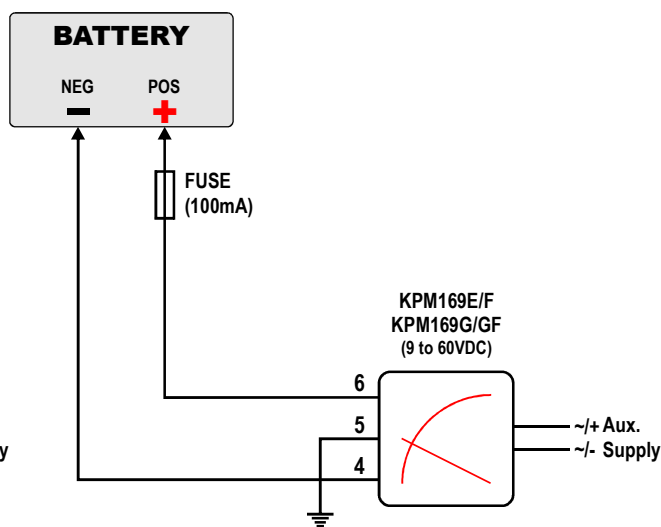 BATTERY
NEG POS
FUSE
(100mA)
KPM169E/F
KPM169G/GF
(9 to 60VDC)
6
5
4
~/+ Aux.
~/- Supply
y